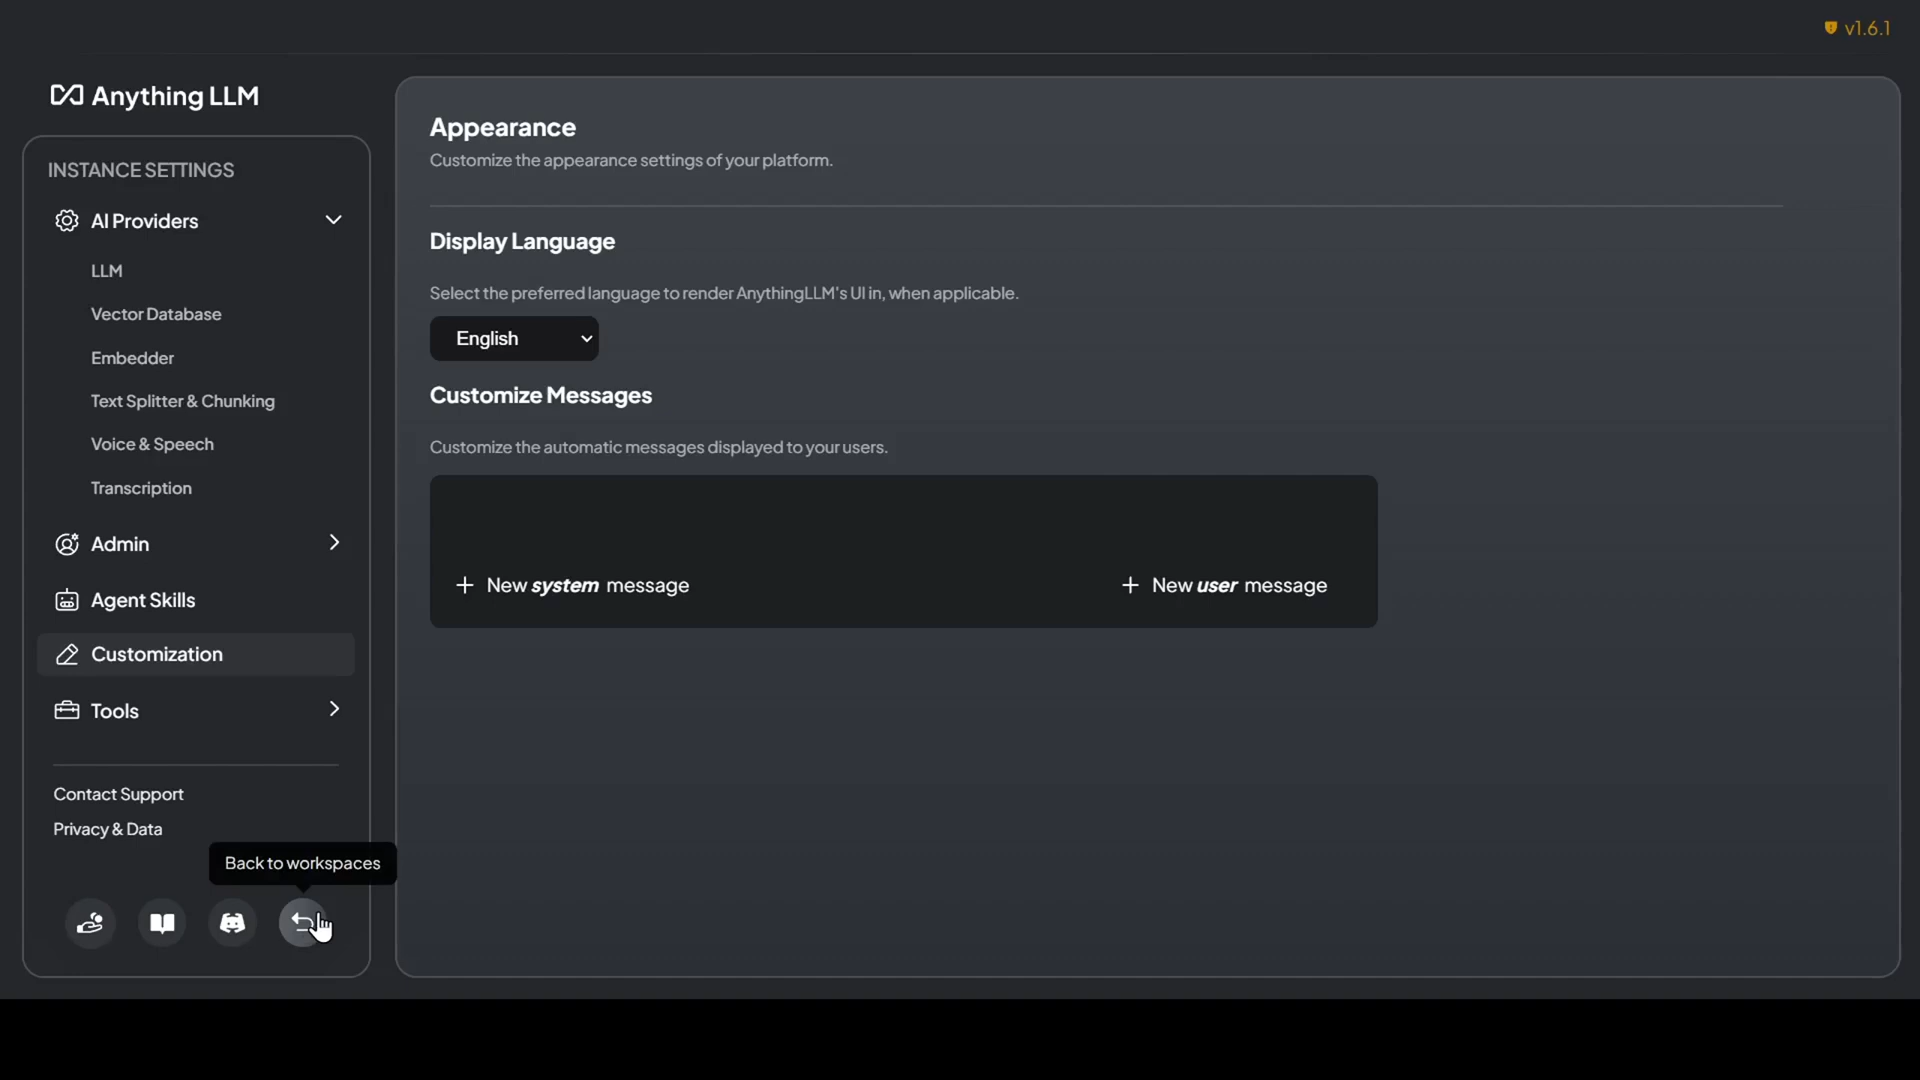 v1.6.1
Anything LLM
INSTANCE SETTINGS
AI Providers
LLM
Vector Database
Embedder
Text Splitter & Chunking
Voice & Speech
Transcription
Admin
Agent Skills
Customization
Tools
Contact Support
Privacy & Data
Back to workspaces
Appearance
Customize the appearance settings of your platform.
Display Language
Select the preferred language to render AnythingLLM's UI in, when applicable.
English
Customize Messages
Customize the automatic messages displayed to your users.
New system message
New user message